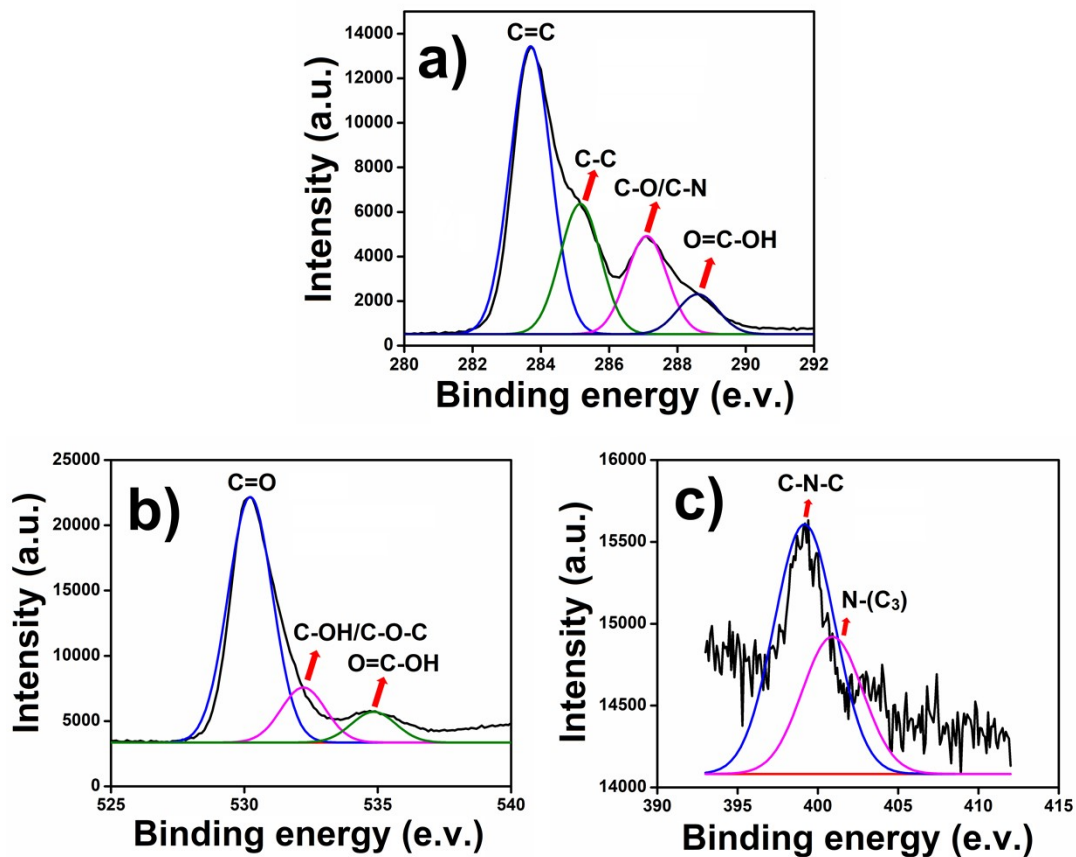 a)
C=C
C-C
C-O/C-N
O=C-OH
Intensity (a.u.)
14000
12000
10000
8000
6000
4000
2000
0
280 282 284 286 288 290 292
Binding energy (e.v.)
b)
C=O
C-OH/C-O-C
O=C-OH
Intensity (a.u.)
25000
20000
15000
10000
5000
0
525 530 535 540
Binding energy (e.v.)
c)
C-N-C
N-(C₃)
Intensity (a.u.)
16000
15500
15000
14500
14000
390 395 400 405 410 415
Binding energy (e.v.)